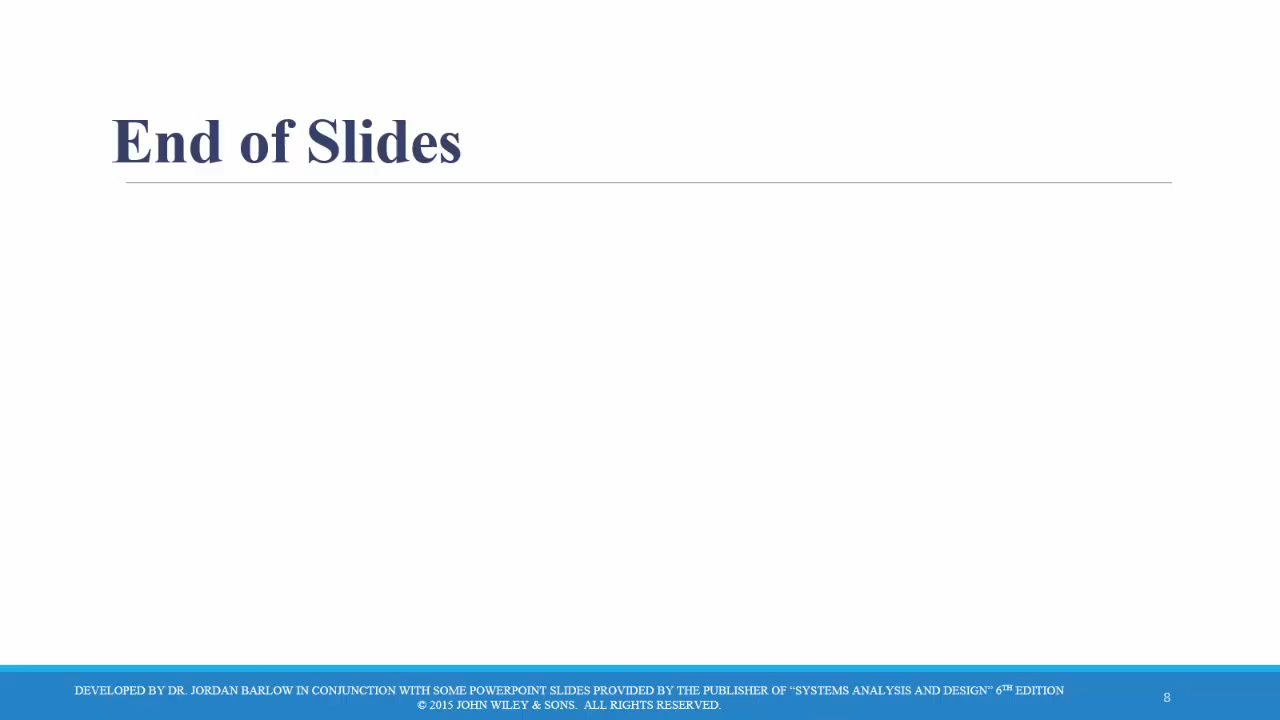 End of Slides
DEVELOPED BY DR. JORDAN BARLOW IN CONJUNCTION WITH SOME POWERPOINT SLIDES PROVIDED BY THE PUBLISHER OF “SYSTEMS ANALYSIS AND DESIGN” 6TH EDITION
© 2015 JOHN WILEY & SONS. ALL RIGHTS RESERVED.
8